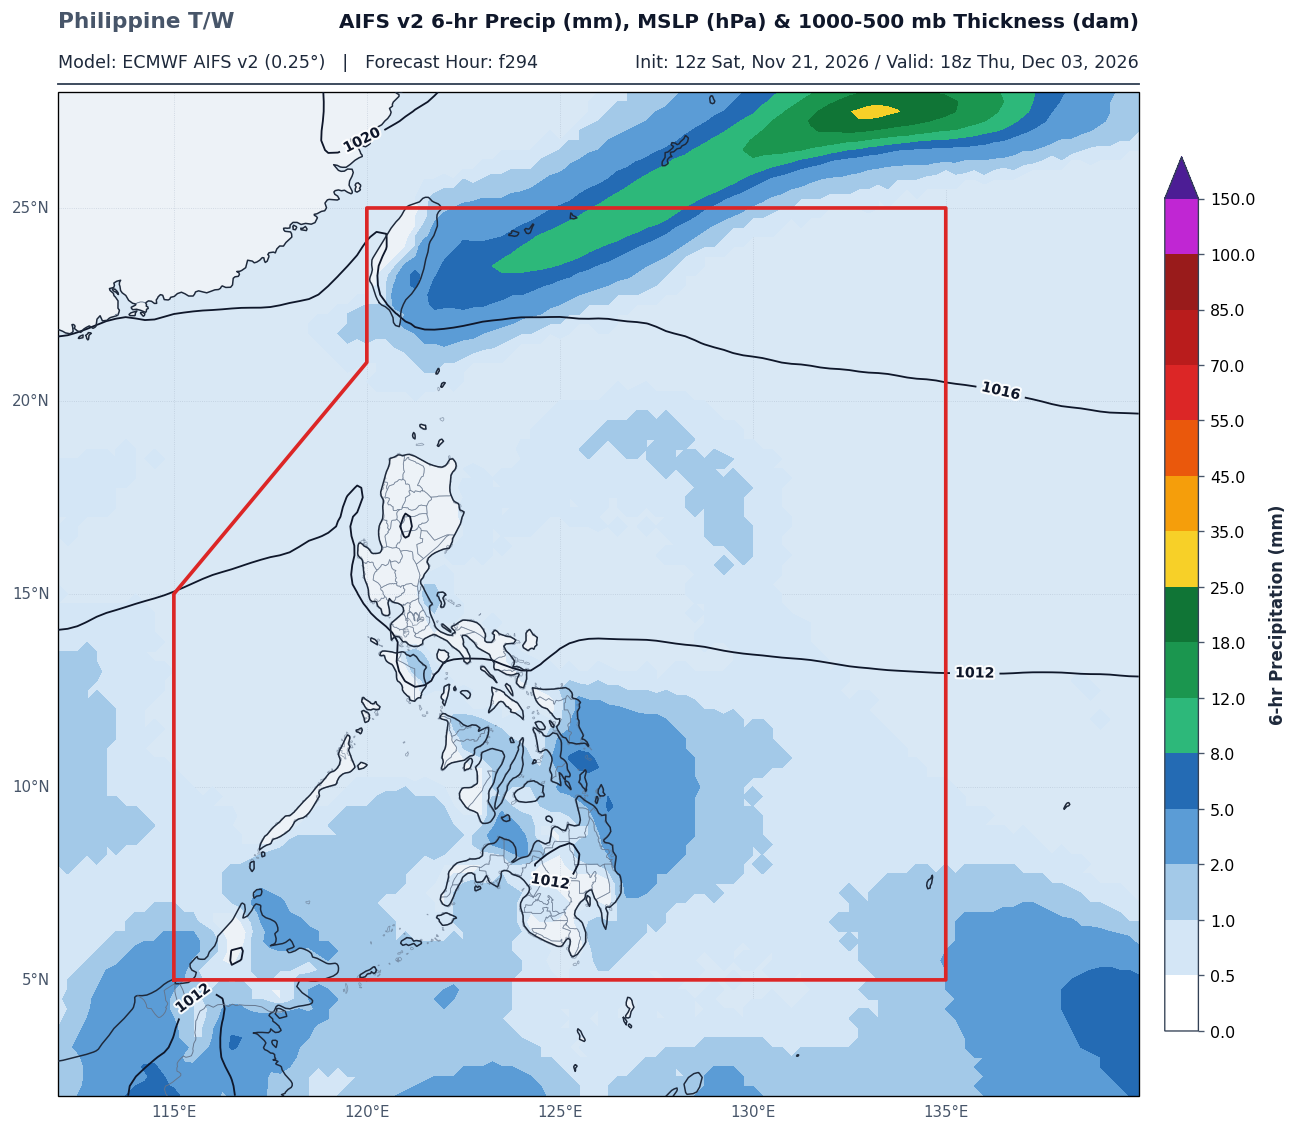 Philippine T/W
AIFS v2 6-hr Precip (mm), MSLP (hPa) & 1000-500 mb Thickness (dam)
Model: ECMWF AIFS v2 (0.25°) | Forecast Hour: f294
Init: 12z Sat, Nov 21, 2026 / Valid: 18z Thu, Dec 03, 2026
1020
1016
1012
1012
1012
25°N
20°N
15°N
10°N
5°N
115°E
120°E
125°E
130°E
135°E
150.0
100.0
85.0
70.0
55.0
45.0
35.0
25.0
18.0
12.0
8.0
5.0
2.0
1.0
0.5
0.0
6-hr Precipitation (mm)